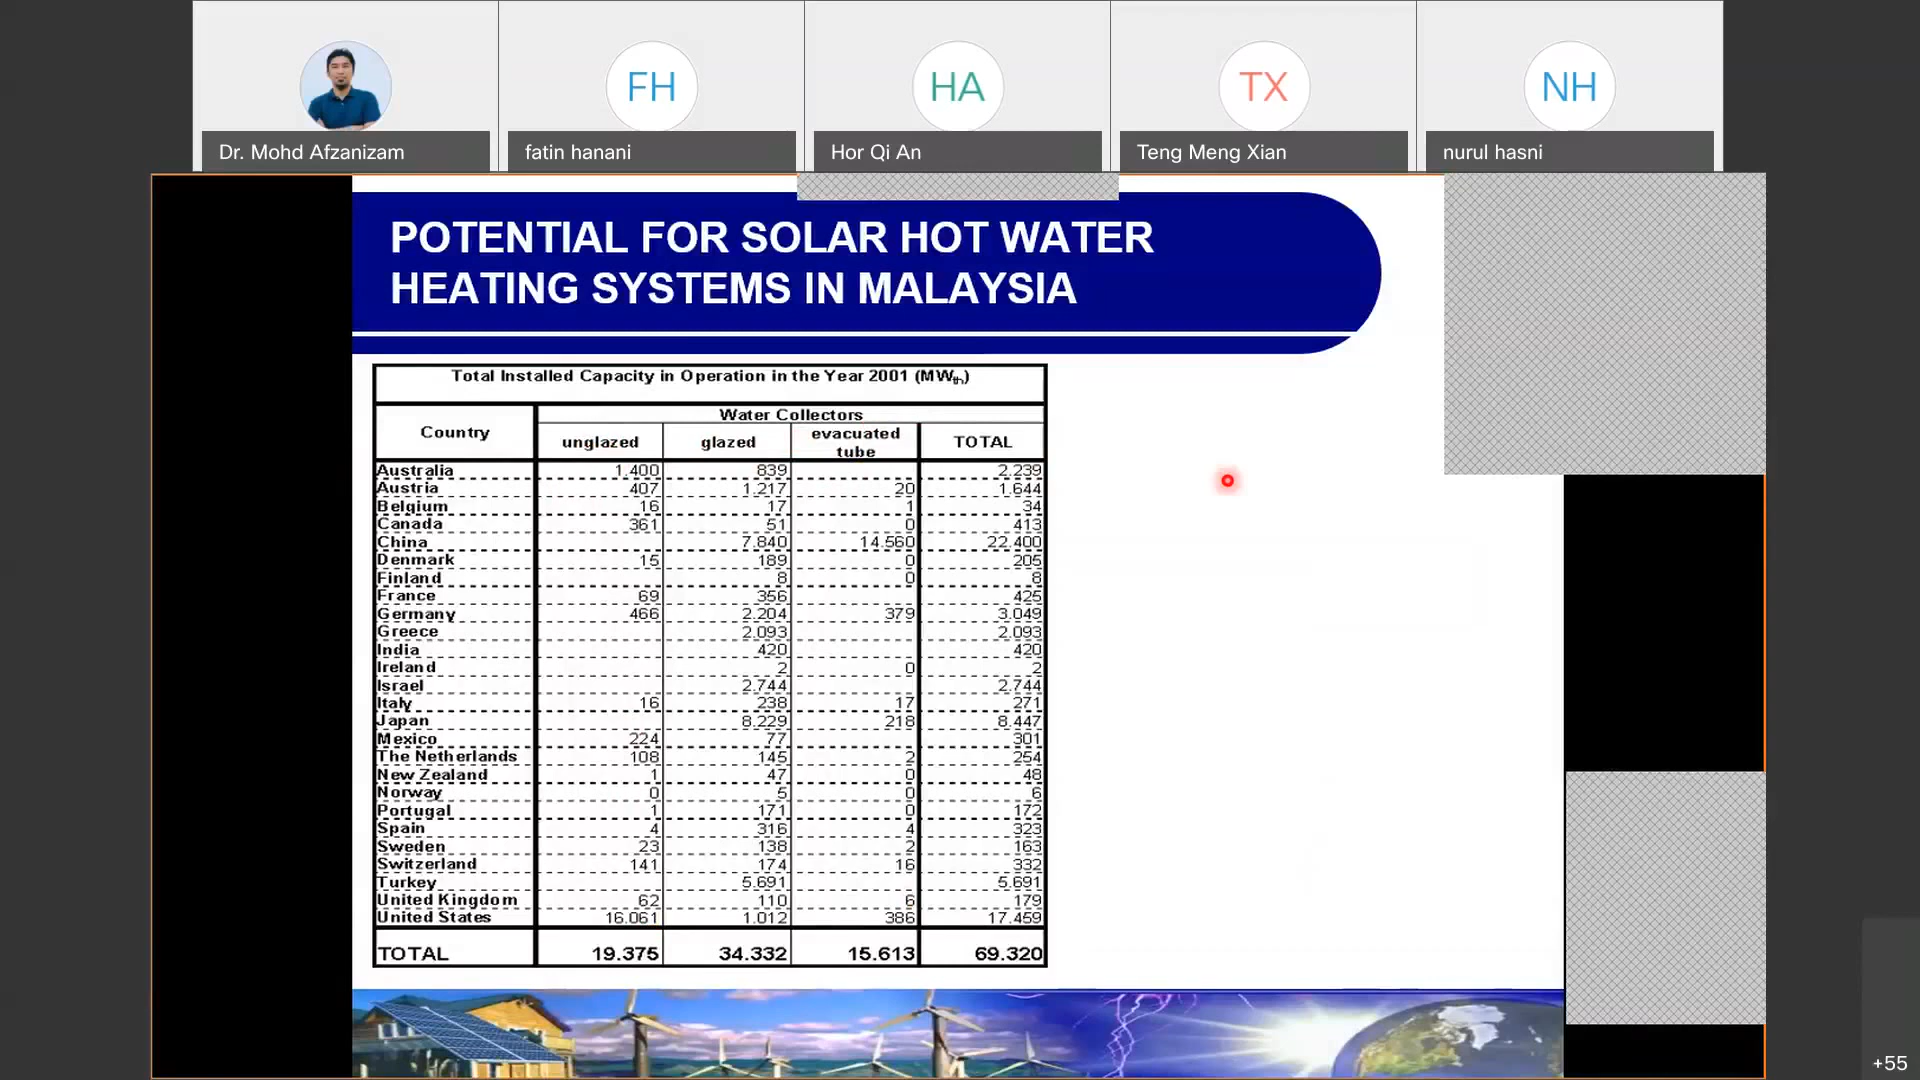 FH
HA
TX
NH
Dr. Mohd Afzanizam
fatin hanani
Hor Qi An
Teng Meng Xian
nurul hasni
POTENTIAL FOR SOLAR HOT WATER
HEATING SYSTEMS IN MALAYSIA
Total Installed Capacity in Operation in the Year 2001 (MWth)
Water Collectors
Country unglazed glazed evacuated tube TOTAL
Australia 1.400 839 2.239
Austria 407 1.217 20 1.644
Belgium 16 17 1 34
Canada 361 51 0 413
China 7.840 14.560 22.400
Denmark 15 189 0 205
Finland 8 0 8
France 69 356 425
Germany 466 2.204 379 3.049
Greece 2.093 2.093
India 420 420
Ireland 2 0 2
Israel 2.744 2.744
Italy 16 238 17 271
Japan 8.229 218 8.447
Mexico 224 77 301
The Netherlands 108 145 2 254
New Zealand 1 47 0 48
Norway 0 5 0 6
Portugal 1 171 0 172
Spain 4 316 4 323
Sweden 23 138 2 163
Switzerland 141 174 16 332
Turkey 5.691 5.691
United Kingdom 62 110 6 179
United States 16.061 1.012 386 17.459
TOTAL 19.375 34.332 15.613 69.320
+55